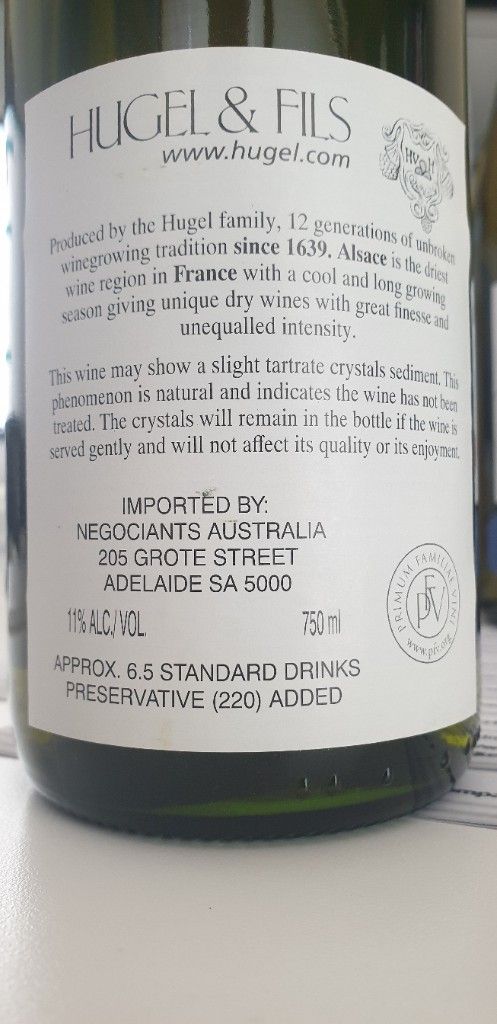 HUGEL & FILS
www.hugel.com
Produced by the Hugel family, 12 generations of unbroken
winegrowing tradition since 1639. Alsace is the driest
wine region in France with a cool and long growing
season giving unique dry wines with great finesse and
unequalled intensity.
This wine may show a slight tartrate crystals sediment. This
phenomenon is natural and indicates the wine has not been
treated. The crystals will remain in the bottle if the wine is
served gently and will not affect its quality or its enjoyment.
IMPORTED BY:
NEGOCIANTS AUSTRALIA
205 GROTE STREET
ADELAIDE SA 5000
11% ALC./VOL.
750 ml
PRIMUM FAMILIAE VINI
PFV
www.pfv.org
APPROX. 6.5 STANDARD DRINKS
PRESERVATIVE (220) ADDED